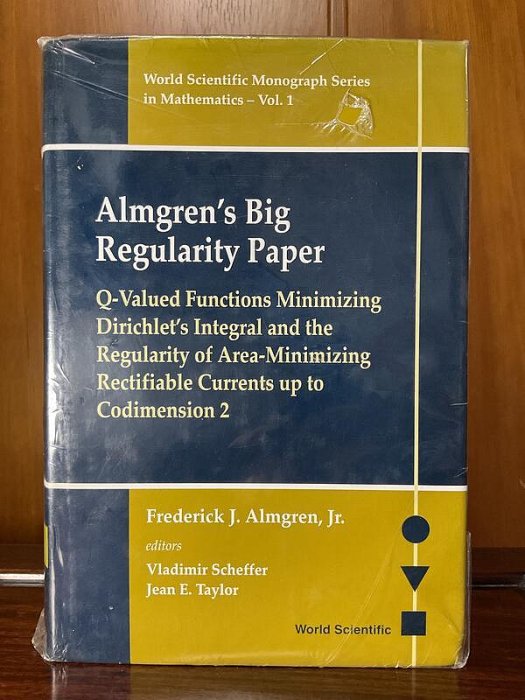 World Scientific Monograph Series
in Mathematics – Vol. 1
Almgren's Big
Regularity Paper
Q-Valued Functions Minimizing
Dirichlet's Integral and the
Regularity of Area-Minimizing
Rectifiable Currents up to
Codimension 2
Frederick J. Almgren, Jr.
editors
Vladimir Scheffer
Jean E. Taylor
World Scientific